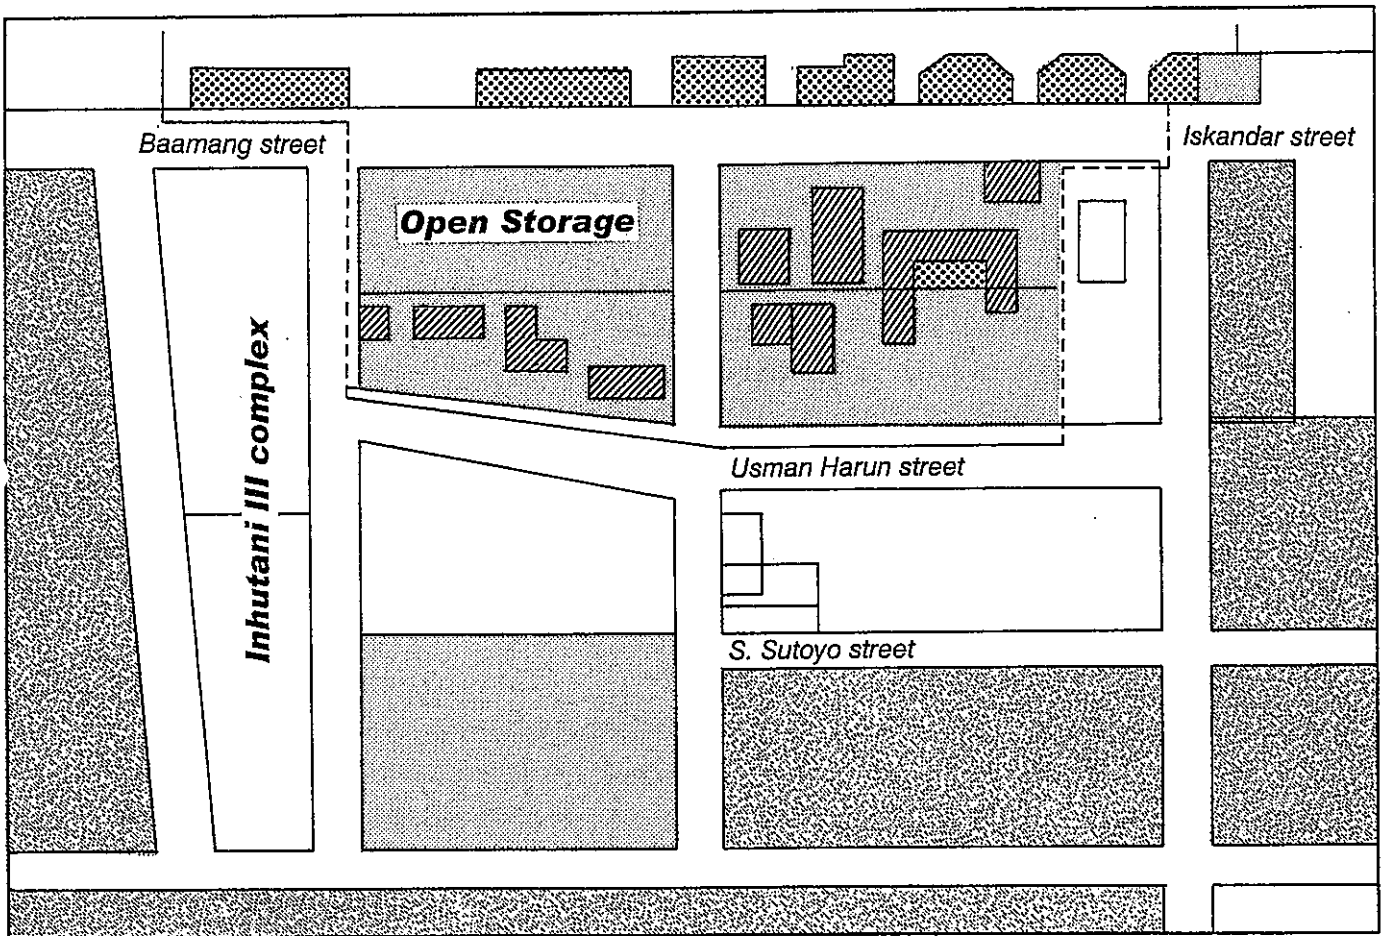 Baamang street
Iskandar street
Open Storage
Inhutani III complex
Usman Harun street
S. Sutoyo street